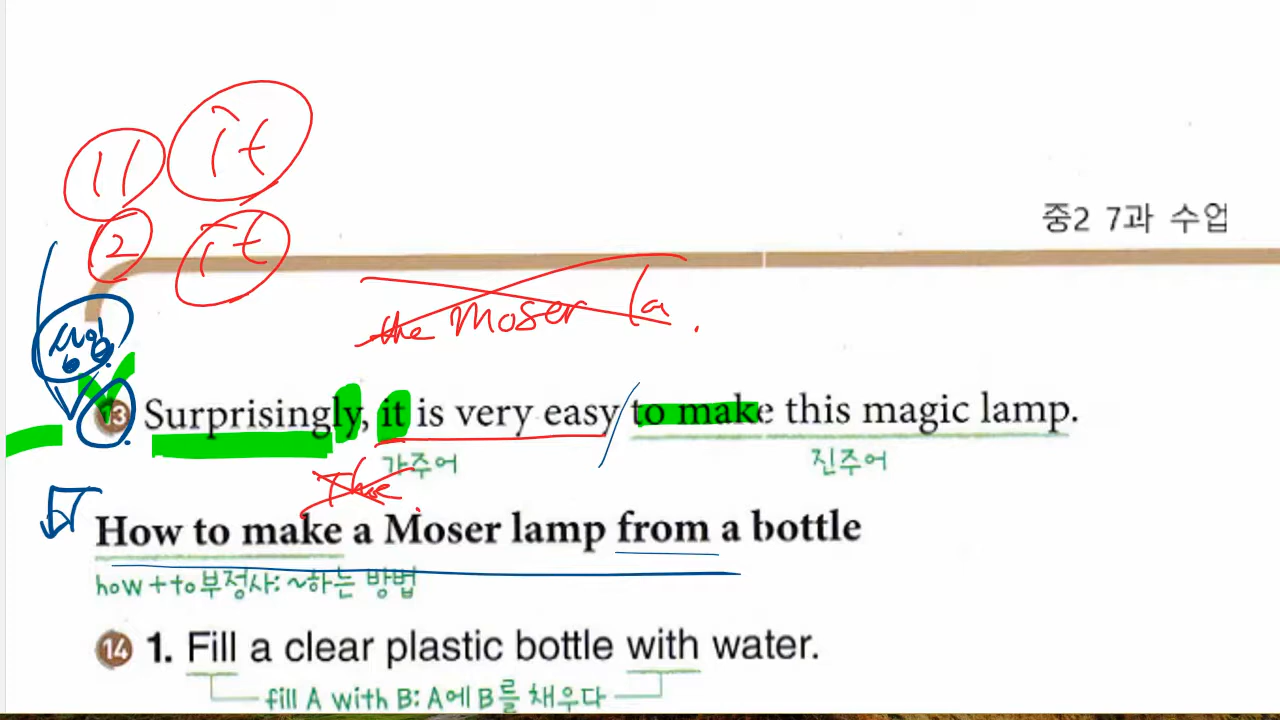 11 it
2 it
중2 7과 수업
the Moser la
삽입
13 Surprisingly, it is very easy / to make this magic lamp.
가주어 진주어
How to make a Moser lamp from a bottle
how+to부정사: ~하는 방법
14 1. Fill a clear plastic bottle with water.
fill A with B: A에 B를 채우다